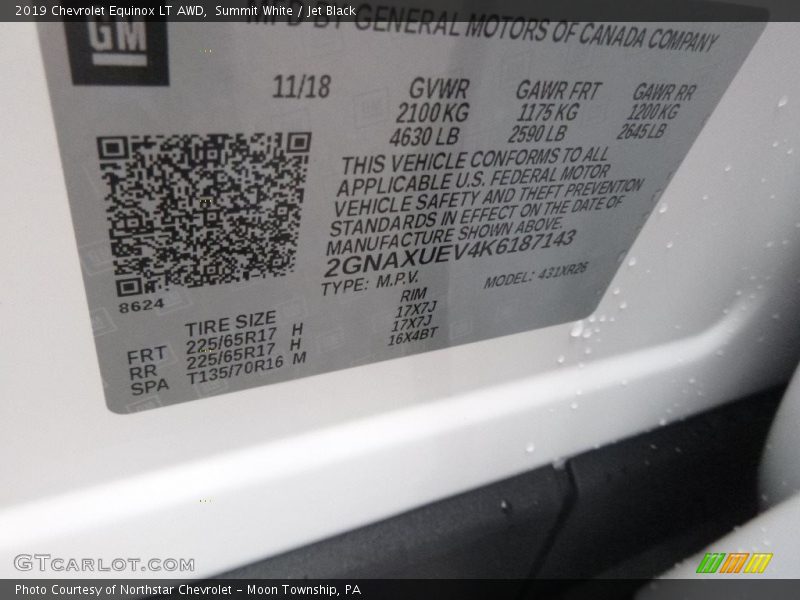 2019 Chevrolet Equinox LT AWD, Summit White / Jet Black
GM
MFD BY GENERAL MOTORS OF CANADA COMPANY
11/18 GVWR GAWR FRT GAWR RR
2100 KG 1175 KG 1200 KG
4630 LB 2590 LB 2645 LB
THIS VEHICLE CONFORMS TO ALL
APPLICABLE U.S. FEDERAL MOTOR
VEHICLE SAFETY AND THEFT PREVENTION
STANDARDS IN EFFECT ON THE DATE OF
MANUFACTURE SHOWN ABOVE.
2GNAXUEV4K6187143
TYPE: M.P.V. MODEL: 431XR26
8624
TIRE SIZE RIM
FRT 225/65R17 H 17X7J
RR 225/65R17 H 17X7J
SPA T135/70R16 M 16X4BT
GTCARLOT.COM
Photo Courtesy of Northstar Chevrolet - Moon Township, PA